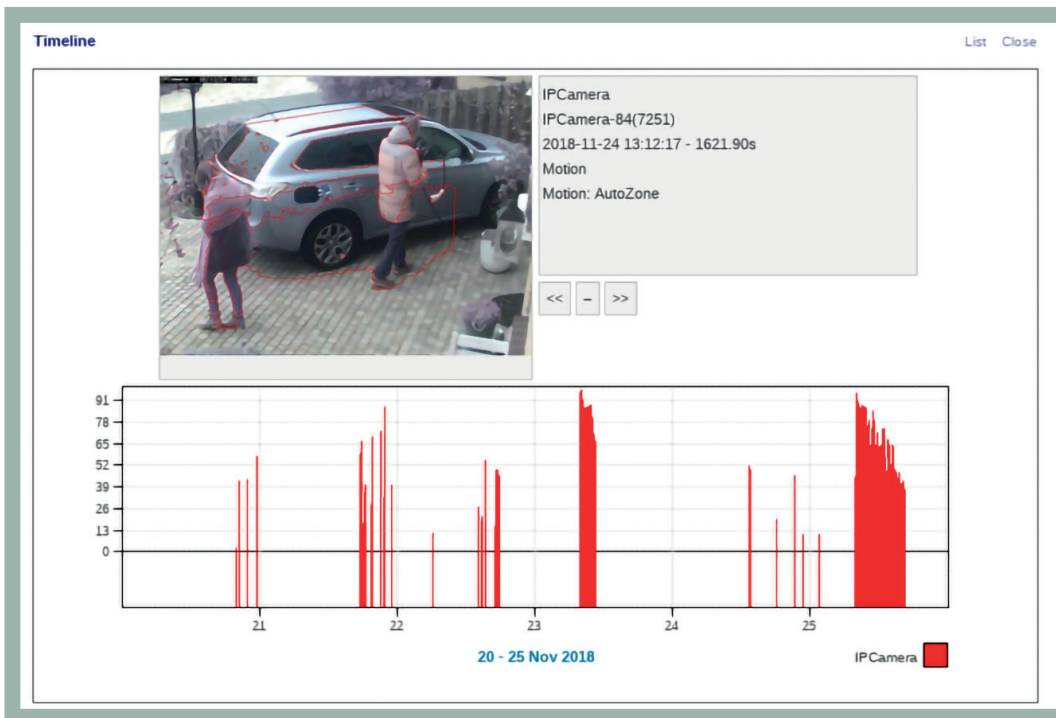 Timeline
List Close
IPCamera
IPCamera-84(7251)
2018-11-24 13:12:17 - 1621.90s
Motion
Motion: AutoZone
<< – >>
91
78
65
52
39
26
13
0
21 22 23 24 25
20 - 25 Nov 2018
IPCamera